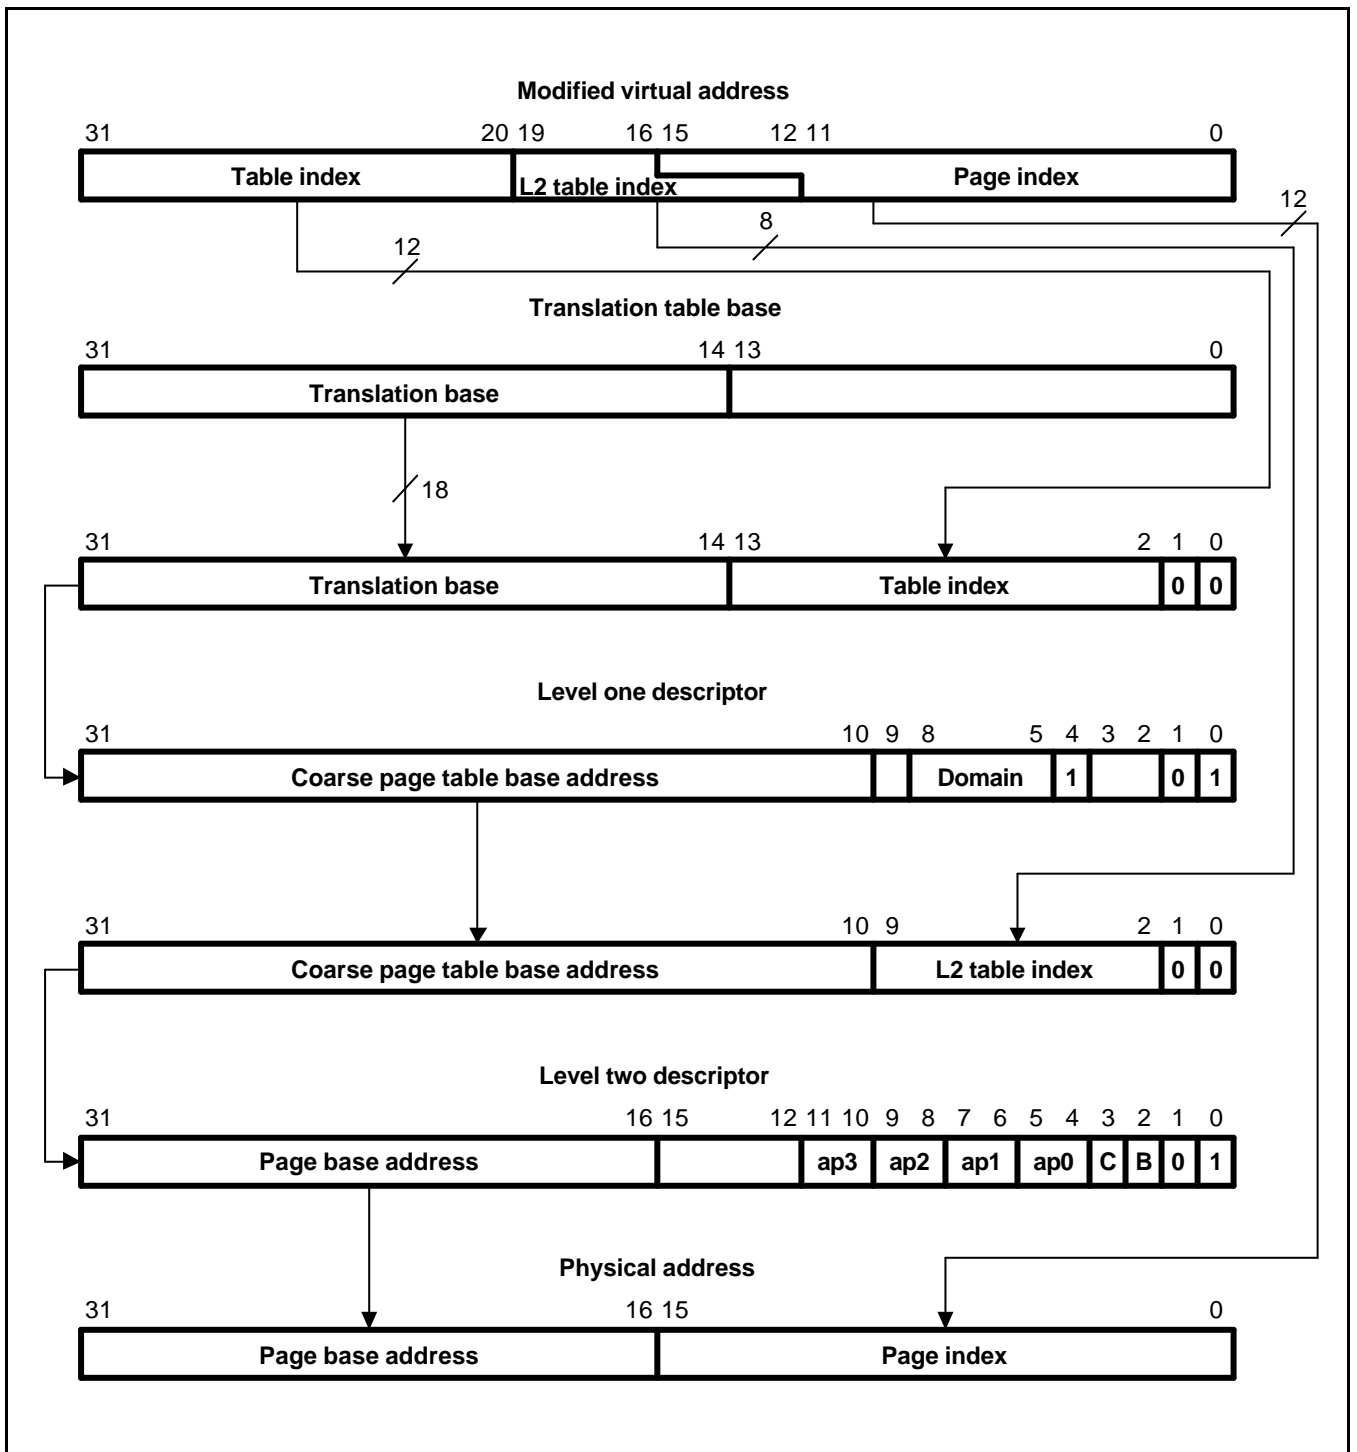 Modified virtual address
31 20 19 16 15 12 11 0
Table index L2 table index Page index
12
8
12
Translation table base
31 14 13 0
Translation base
18
31 14 13 2 1 0
Translation base Table index 0 0
Level one descriptor
31 10 9 8 5 4 3 2 1 0
Coarse page table base address Domain 1 0 1
31 10 9 2 1 0
Coarse page table base address L2 table index 0 0
Level two descriptor
31 16 15 12 11 10 9 8 7 6 5 4 3 2 1 0
Page base address ap3 ap2 ap1 ap0 C B 0 1
Physical address
31 16 15 0
Page base address Page index